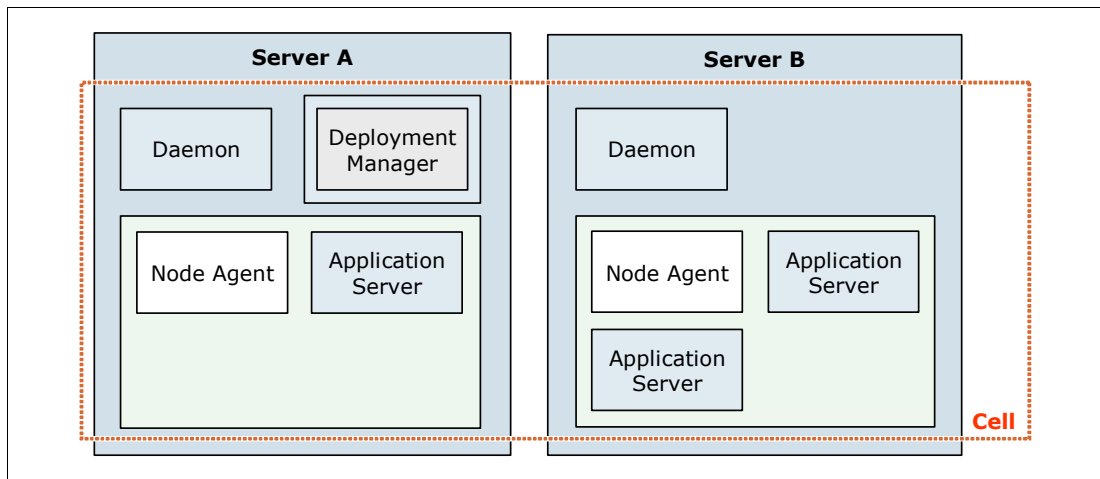 Server A
Server B
Daemon
Deployment
Manager
Daemon
Node Agent
Application
Server
Node Agent
Application
Server
Application
Server
Cell